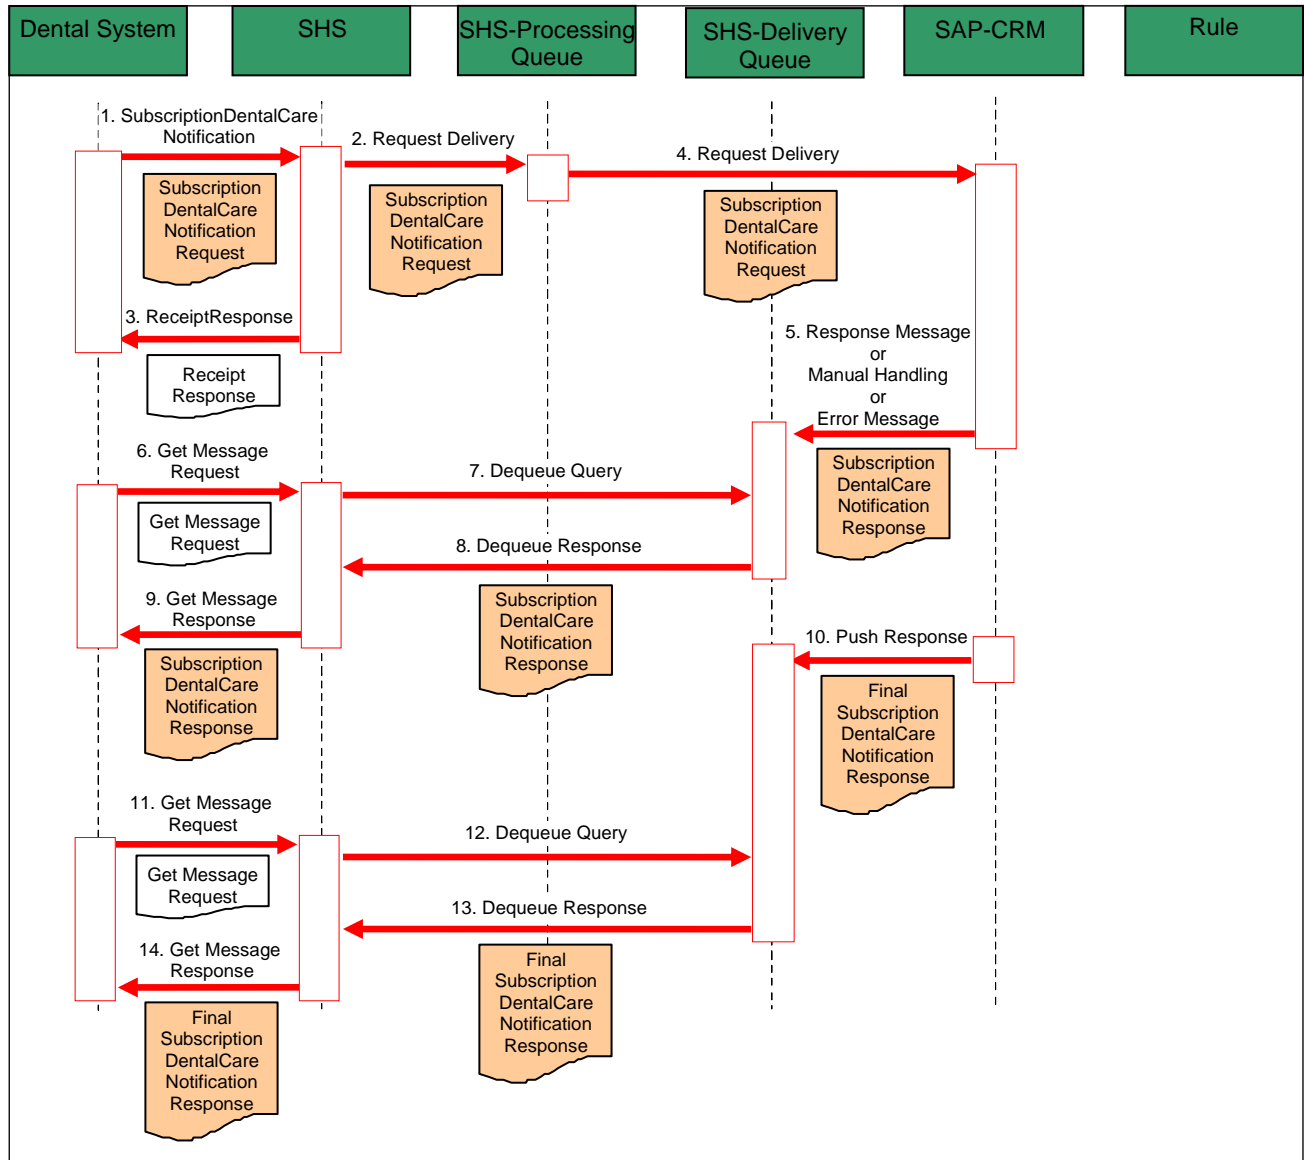 Dental System
SHS
SHS-Processing
Queue
SHS-Delivery
Queue
SAP-CRM
Rule
1. SubscriptionDentalCare
Notification
2. Request Delivery
4. Request Delivery
Subscription
DentalCare
Notification
Request
Subscription
DentalCare
Notification
Request
Subscription
DentalCare
Notification
Request
3. ReceiptResponse
Receipt
Response
5. Response Message
or
Manual Handling
or
Error Message
Subscription
DentalCare
Notification
Response
6. Get Message
Request
Get Message
Request
7. Dequeue Query
8. Dequeue Response
Subscription
DentalCare
Notification
Response
9. Get Message
Response
Subscription
DentalCare
Notification
Response
10. Push Response
Final
Subscription
DentalCare
Notification
Response
11. Get Message
Request
Get Message
Request
12. Dequeue Query
13. Dequeue Response
Final
Subscription
DentalCare
Notification
Response
14. Get Message
Response
Final
Subscription
DentalCare
Notification
Response